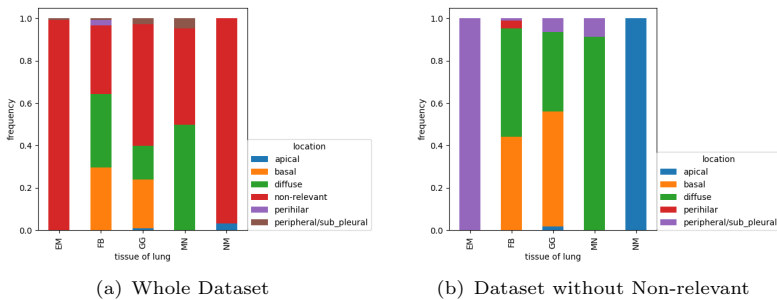 1.0
0.8
0.6
0.4
0.2
0.0
frequency
EM
FB
GG
MN
NM
tissue of lung
location
apical
basal
diffuse
non-relevant
perihilar
peripheral/sub_pleural
(a) Whole Dataset
1.0
0.8
0.6
0.4
0.2
0.0
frequency
EM
FB
GG
MN
NM
tissue of lung
location
apical
basal
diffuse
perihilar
peripheral/sub_pleural
(b) Dataset without Non-relevant